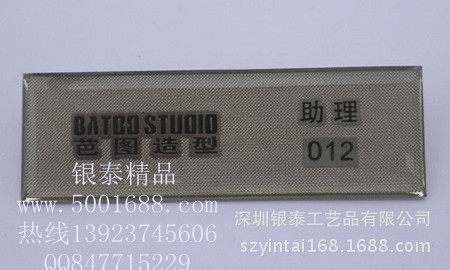 BATOO STUDIO
芭图造型
助理
012
银泰精品
www.5001688.com
热线13923745606
QQ847715229
深圳银泰工艺品有限公司
szyintai168.1688.com